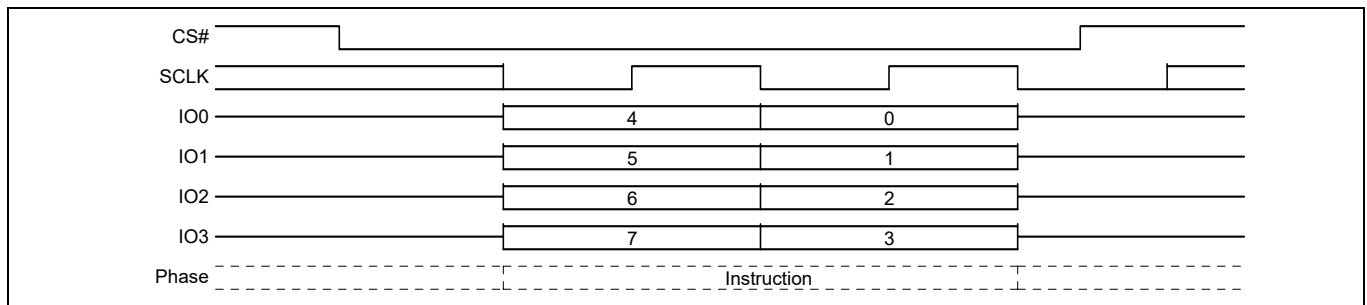 CS#
SCLK
IO0 4 0
IO1 5 1
IO2 6 2
IO3 7 3
Phase Instruction